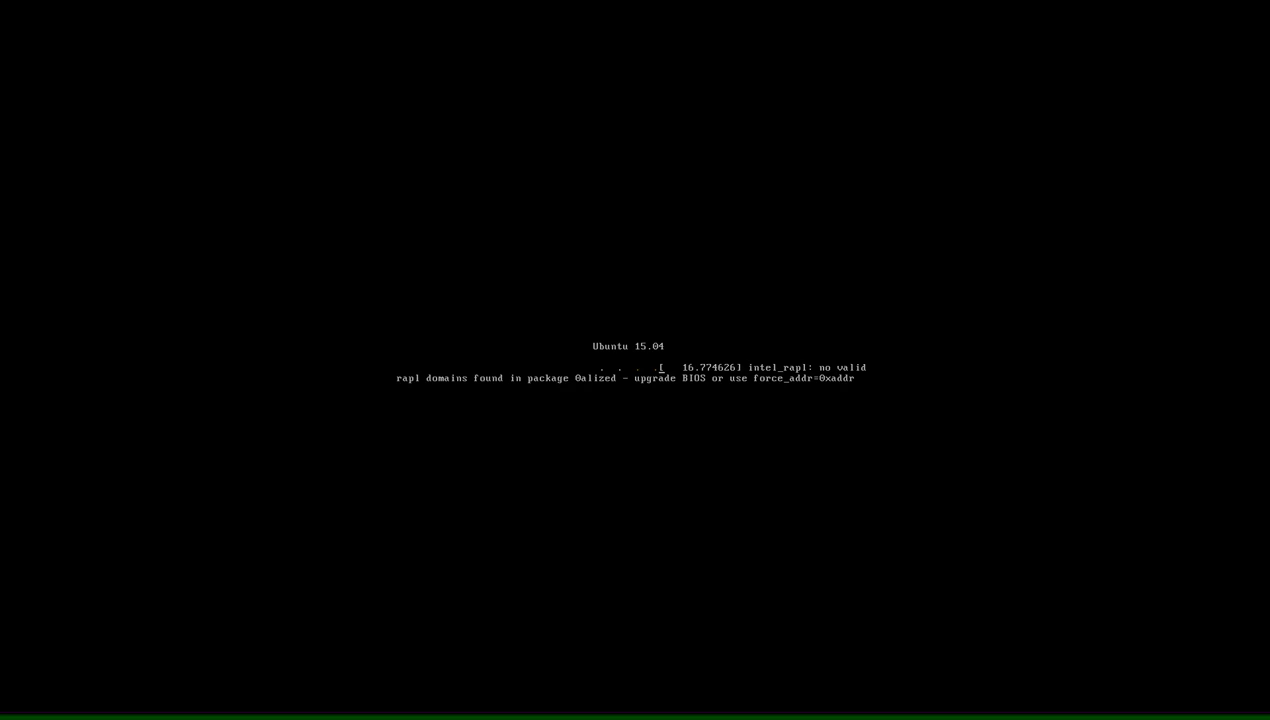 Ubuntu 15.04
. . . .[   16.774626] intel_rapl: no valid
rapl domains found in package 0alized - upgrade BIOS or use force_addr=0xaddr